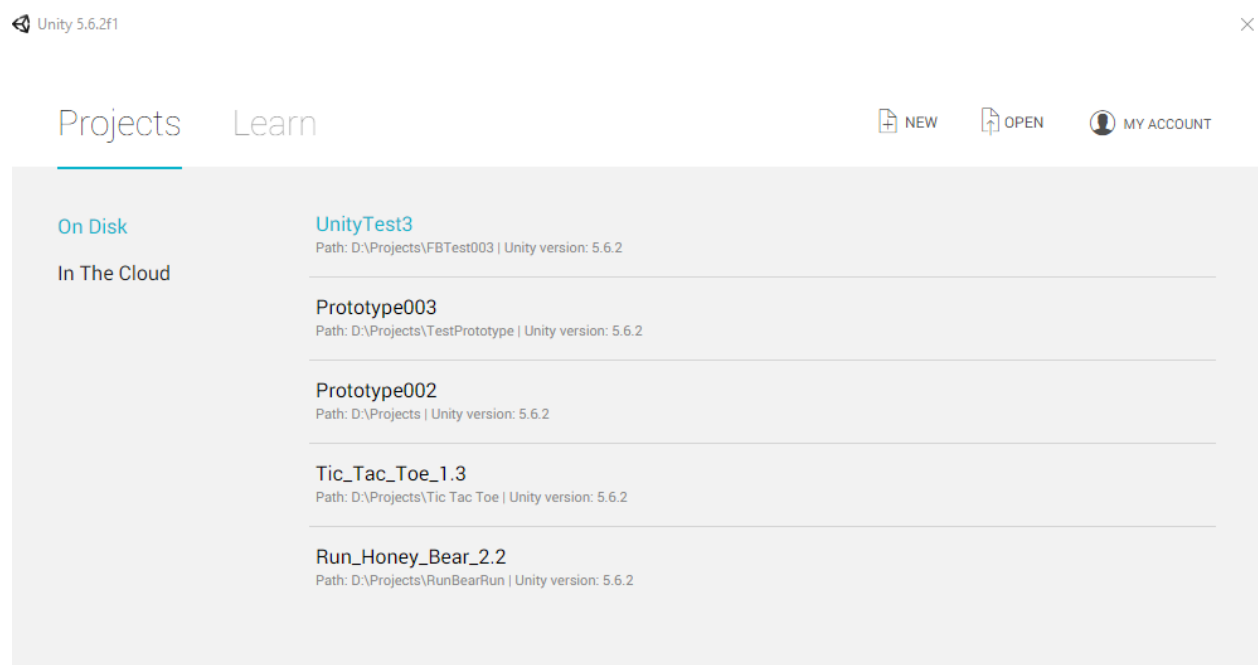 Unity 5.6.2f1
Projects Learn NEW OPEN MY ACCOUNT
On Disk
In The Cloud
UnityTest3
Path: D:\Projects\FBTest003 | Unity version: 5.6.2
Prototype003
Path: D:\Projects\TestPrototype | Unity version: 5.6.2
Prototype002
Path: D:\Projects | Unity version: 5.6.2
Tic_Tac_Toe_1.3
Path: D:\Projects\Tic Tac Toe | Unity version: 5.6.2
Run_Honey_Bear_2.2
Path: D:\Projects\RunBearRun | Unity version: 5.6.2